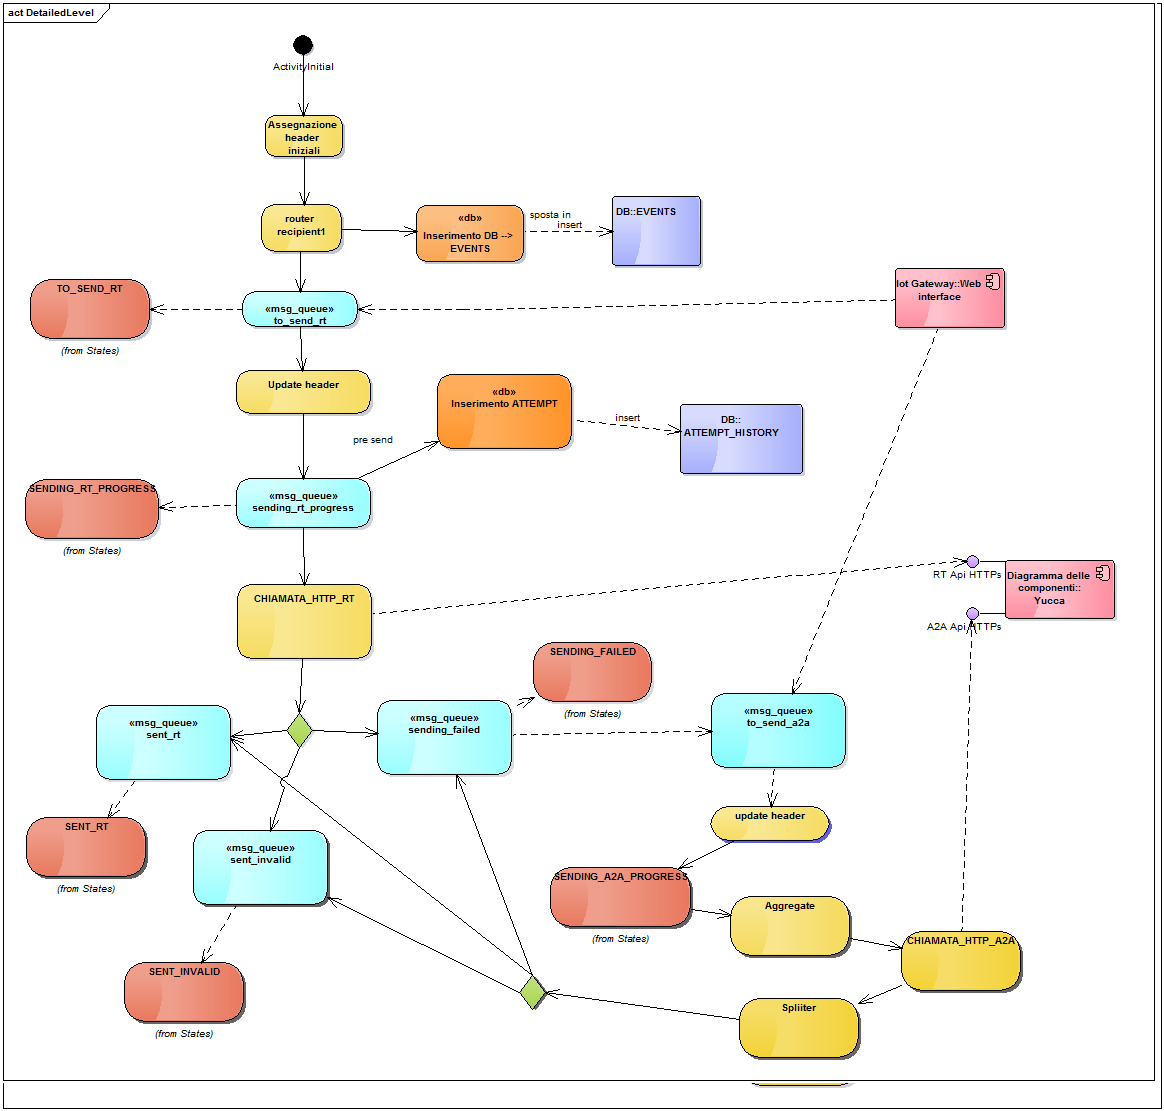 act DetailedLevel
ActivityInitial
Assegnazione
header
iniziali
router
recipient1
«db»
Inserimento DB -->
EVENTS
sposta in
insert
DB::EVENTS
TO_SEND_RT
(from States)
«msg_queue»
to_send_rt
Iot Gateway::Web
interface
Update header
«db»
Inserimento ATTEMPT
insert
DB::
ATTEMPT_HISTORY
pre send
SENDING_RT_PROGRESS
(from States)
«msg_queue»
sending_rt_progress
RT Api HTTPs
Diagramma delle
componenti::
Yucca
A2A Api HTTPs
CHIAMATA_HTTP_RT
SENDING_FAILED
(from States)
«msg_queue»
sent_rt
«msg_queue»
sending_failed
«msg_queue»
to_send_a2a
update header
SENT_RT
(from States)
«msg_queue»
sent_invalid
SENDING_A2A_PROGRESS
(from States)
Aggregate
CHIAMATA_HTTP_A2A
SENT_INVALID
(from States)
Spliiter